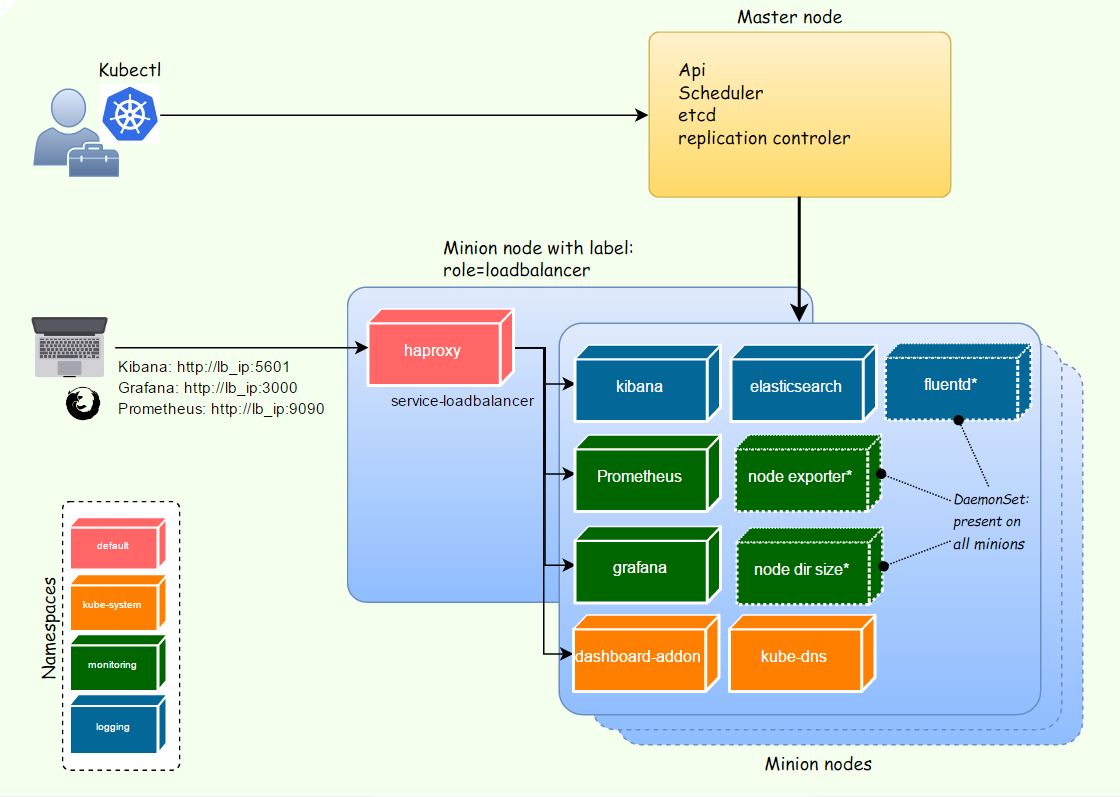 Master node
Kubectl
Api
Scheduler
etcd
replication controler
Minion node with label:
role=loadbalancer
haproxy
service-loadbalancer
Kibana: http://lb_ip:5601
Grafana: http://lb_ip:3000
Prometheus: http://lb_ip:9090
kibana
elasticsearch
fluentd*
Prometheus
node exporter*
DaemonSet:
present on
all minions
grafana
node dir size*
dashboard-addon
kube-dns
Minion nodes
Namespaces
default
kube-system
monitoring
logging